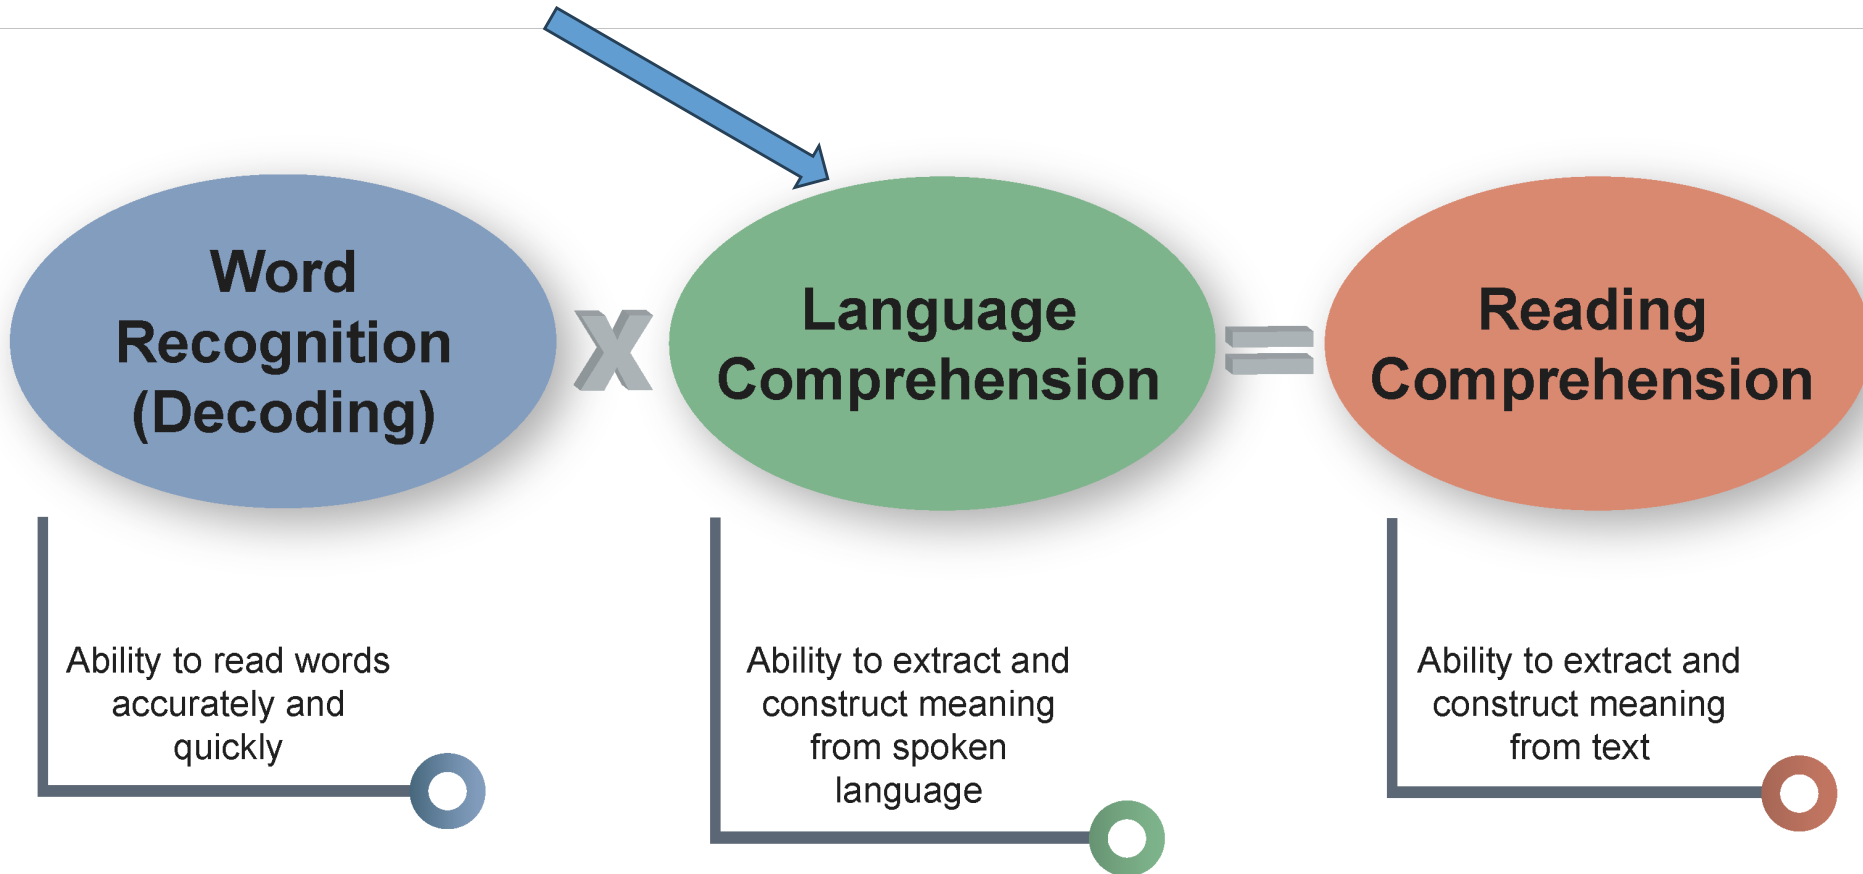 Word
Recognition
(Decoding)
X
Language
Comprehension
=
Reading
Comprehension
Ability to read words
accurately and
quickly
Ability to extract and
construct meaning
from spoken
language
Ability to extract and
construct meaning
from text